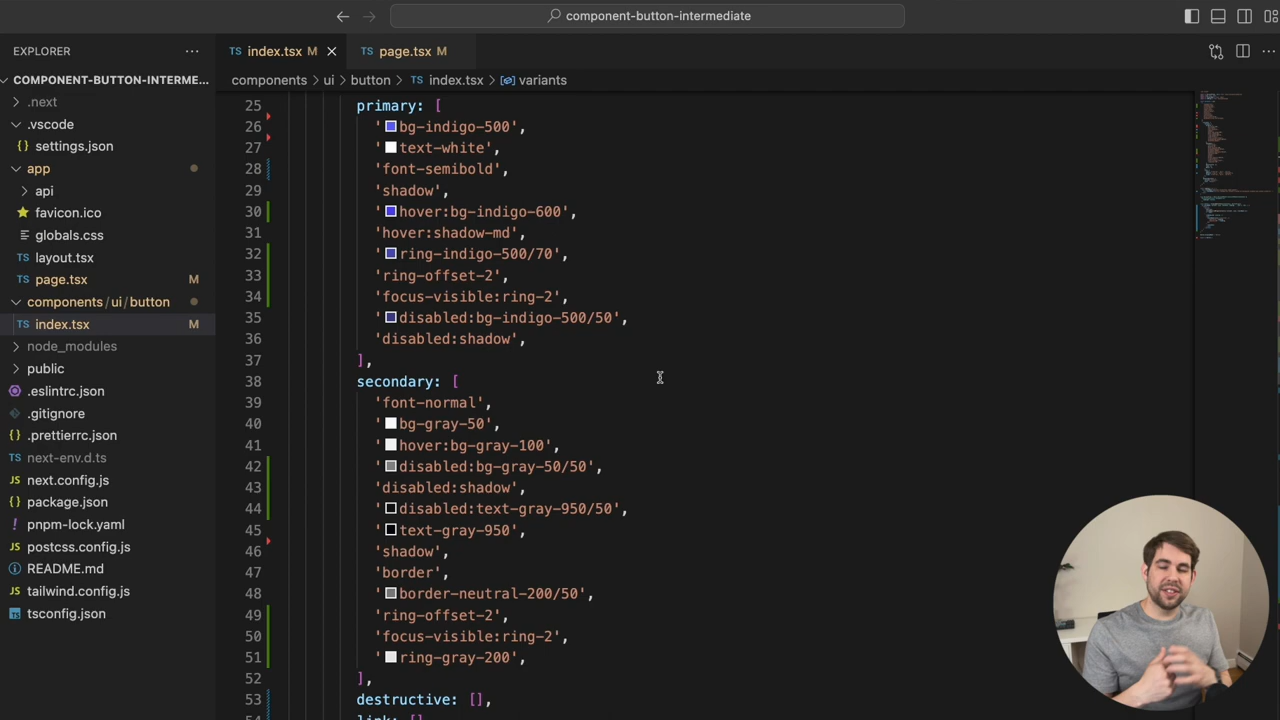 component-button-intermediate
EXPLORER
COMPONENT-BUTTON-INTERME...
.next
.vscode
{} settings.json
app
api
favicon.ico
globals.css
TS layout.tsx
TS page.tsx M
components/ui/button
TS index.tsx M
node_modules
public
.eslintrc.json
.gitignore
{} .prettierrc.json
TS next-env.d.ts
JS next.config.js
{} package.json
! pnpm-lock.yaml
JS postcss.config.js
README.md
JS tailwind.config.js
tsconfig.json
TS index.tsx M
TS page.tsx M
components > ui > button > TS index.tsx > variants
25 primary: [
26 'bg-indigo-500',
27 'text-white',
28 'font-semibold',
29 'shadow',
30 'hover:bg-indigo-600',
31 'hover:shadow-md',
32 'ring-indigo-500/70',
33 'ring-offset-2',
34 'focus-visible:ring-2',
35 'disabled:bg-indigo-500/50',
36 'disabled:shadow',
37 ],
38 secondary: [
39 'font-normal',
40 'bg-gray-50',
41 'hover:bg-gray-100',
42 'disabled:bg-gray-50/50',
43 'disabled:shadow',
44 'disabled:text-gray-950/50',
45 'text-gray-950',
46 'shadow',
47 'border',
48 'border-neutral-200/50',
49 'ring-offset-2',
50 'focus-visible:ring-2',
51 'ring-gray-200',
52 ],
53 destructive: [],
54 link: []